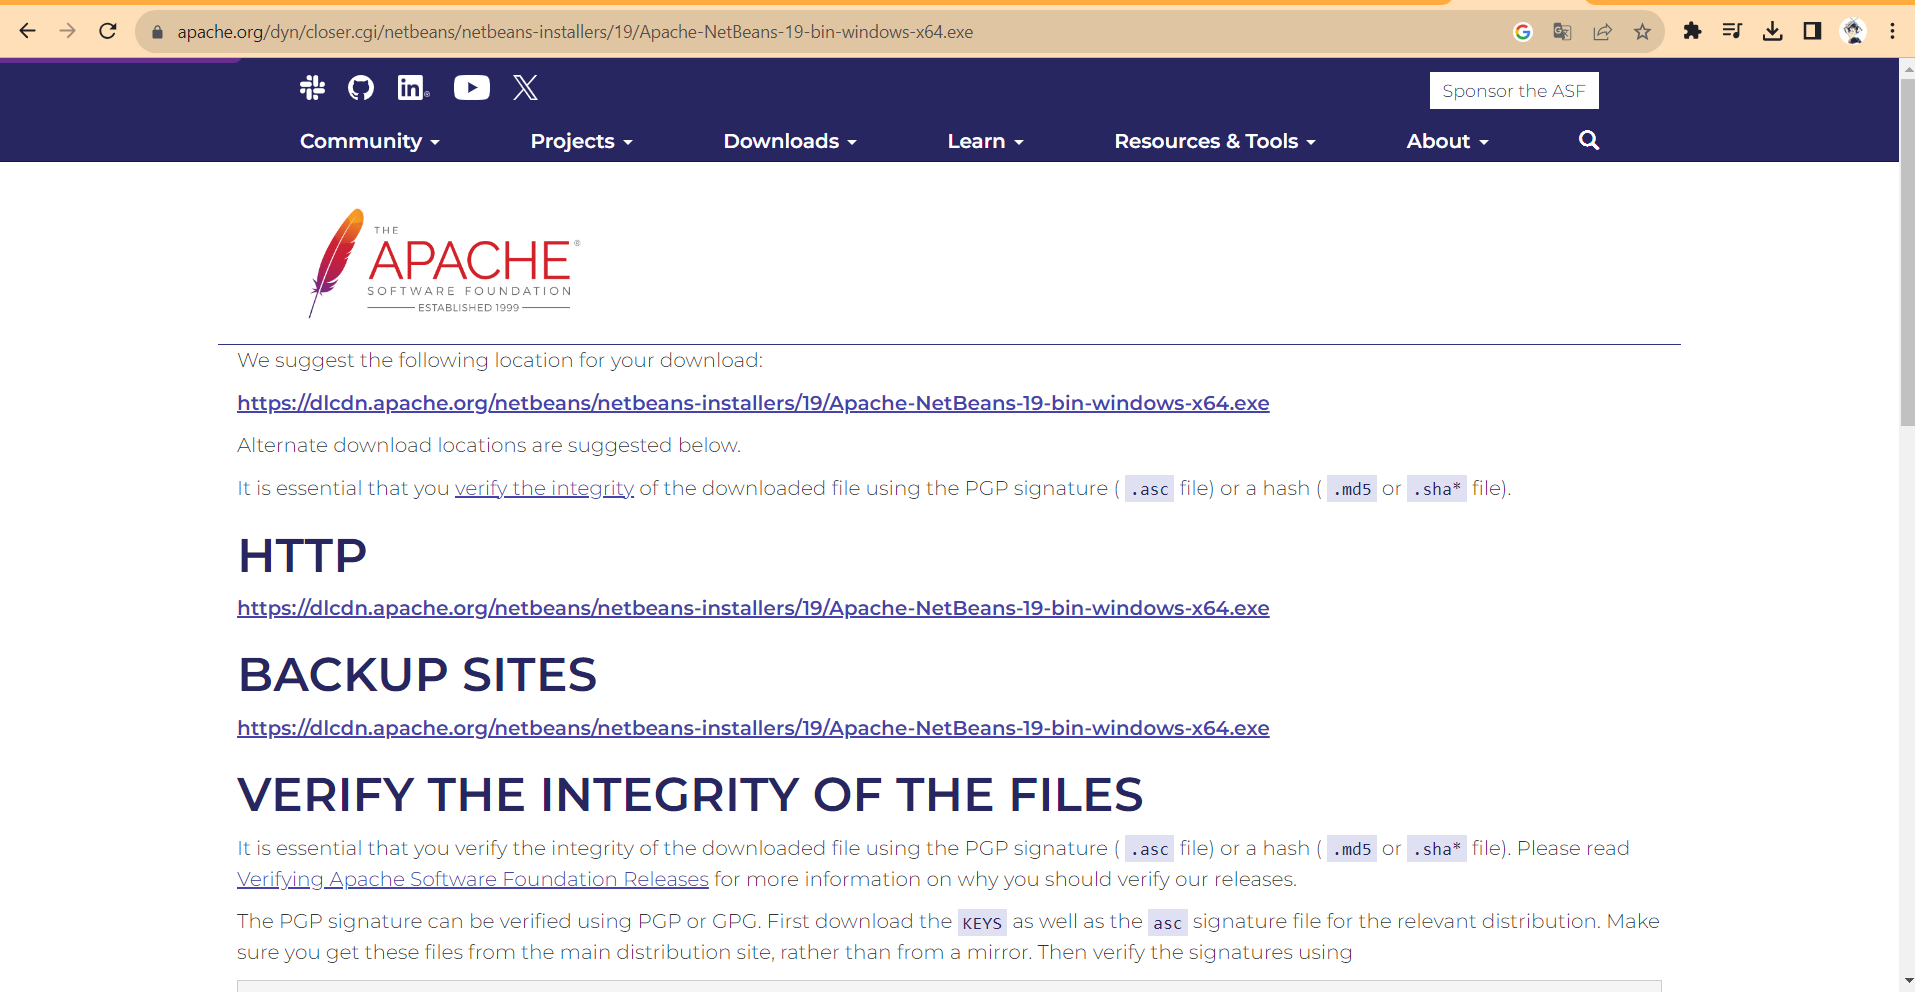 apache.org/dyn/closer.cgi/netbeans/netbeans-installers/19/Apache-NetBeans-19-bin-windows-x64.exe
Sponsor the ASF
Community Projects Downloads Learn Resources & Tools About
THE
APACHE®
SOFTWARE FOUNDATION
ESTABLISHED 1999
We suggest the following location for your download:
https://dlcdn.apache.org/netbeans/netbeans-installers/19/Apache-NetBeans-19-bin-windows-x64.exe
Alternate download locations are suggested below.
It is essential that you verify the integrity of the downloaded file using the PGP signature ( .asc file) or a hash ( .md5 or .sha* file).
HTTP
https://dlcdn.apache.org/netbeans/netbeans-installers/19/Apache-NetBeans-19-bin-windows-x64.exe
BACKUP SITES
https://dlcdn.apache.org/netbeans/netbeans-installers/19/Apache-NetBeans-19-bin-windows-x64.exe
VERIFY THE INTEGRITY OF THE FILES
It is essential that you verify the integrity of the downloaded file using the PGP signature ( .asc file) or a hash ( .md5 or .sha* file). Please read
Verifying Apache Software Foundation Releases for more information on why you should verify our releases.
The PGP signature can be verified using PGP or GPG. First download the KEYS as well as the asc signature file for the relevant distribution. Make
sure you get these files from the main distribution site, rather than from a mirror. Then verify the signatures using